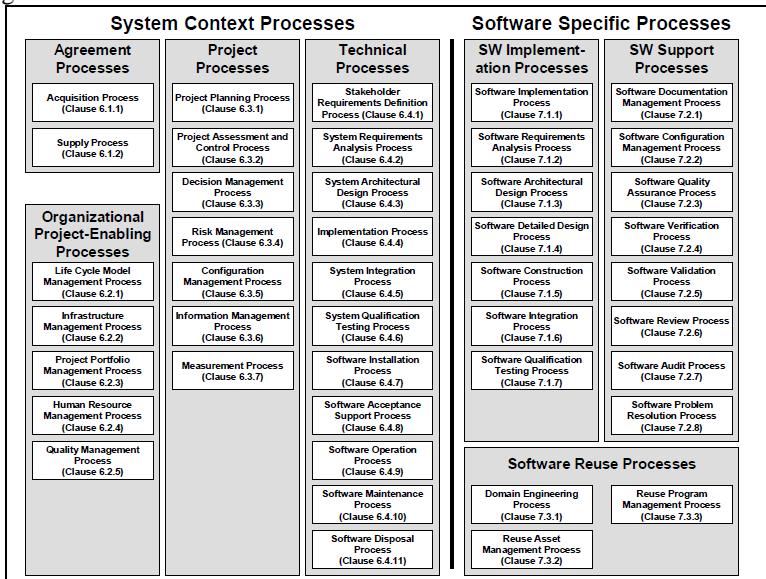 System Context Processes
Agreement
Processes
Acquisition Process
(Clause 6.1.1)
Supply Process
(Clause 6.1.2)
Organizational
Project-Enabling
Processes
Life Cycle Model
Management Process
(Clause 6.2.1)
Infrastructure
Management Process
(Clause 6.2.2)
Project Portfolio
Management Process
(Clause 6.2.3)
Human Resource
Management Process
(Clause 6.2.4)
Quality Management
Process
(Clause 6.2.5)
Project
Processes
Project Planning Process
(Clause 6.3.1)
Project Assessment and
Control Process
(Clause 6.3.2)
Decision Management
Process
(Clause 6.3.3)
Risk Management
Process (Clause 6.3.4)
Configuration
Management Process
(Clause 6.3.5)
Information Management
Process
(Clause 6.3.6)
Measurement Process
(Clause 6.3.7)
Technical
Processes
Stakeholder
Requirements Definition
Process (Clause 6.4.1)
System Requirements
Analysis Process
(Clause 6.4.2)
System Architectural
Design Process
(Clause 6.4.3)
Implementation Process
(Clause 6.4.4)
System Integration
Process
(Clause 6.4.5)
System Qualification
Testing Process
(Clause 6.4.6)
Software Installation
Process
(Clause 6.4.7)
Software Acceptance
Support Process
(Clause 6.4.8)
Software Operation
Process
(Clause 6.4.9)
Software Maintenance
Process
(Clause 6.4.10)
Software Disposal
Process
(Clause 6.4.11)
Software Specific Processes
SW Implement-
ation Processes
Software Implementation
Process
(Clause 7.1.1)
Software Requirements
Analysis Process
(Clause 7.1.2)
Software Architectural
Design Process
(Clause 7.1.3)
Software Detailed Design
Process
(Clause 7.1.4)
Software Construction
Process
(Clause 7.1.5)
Software Integration
Process
(Clause 7.1.6)
Software Qualification
Testing Process
(Clause 7.1.7)
SW Support
Processes
Software Documentation
Management Process
(Clause 7.2.1)
Software Configuration
Management Process
(Clause 7.2.2)
Software Quality
Assurance Process
(Clause 7.2.3)
Software Verification
Process
(Clause 7.2.4)
Software Validation
Process
(Clause 7.2.5)
Software Review Process
(Clause 7.2.6)
Software Audit Process
(Clause 7.2.7)
Software Problem
Resolution Process
(Clause 7.2.8)
Software Reuse Processes
Domain Engineering
Process
(Clause 7.3.1)
Reuse Asset
Management Process
(Clause 7.3.2)
Reuse Program
Management Process
(Clause 7.3.3)